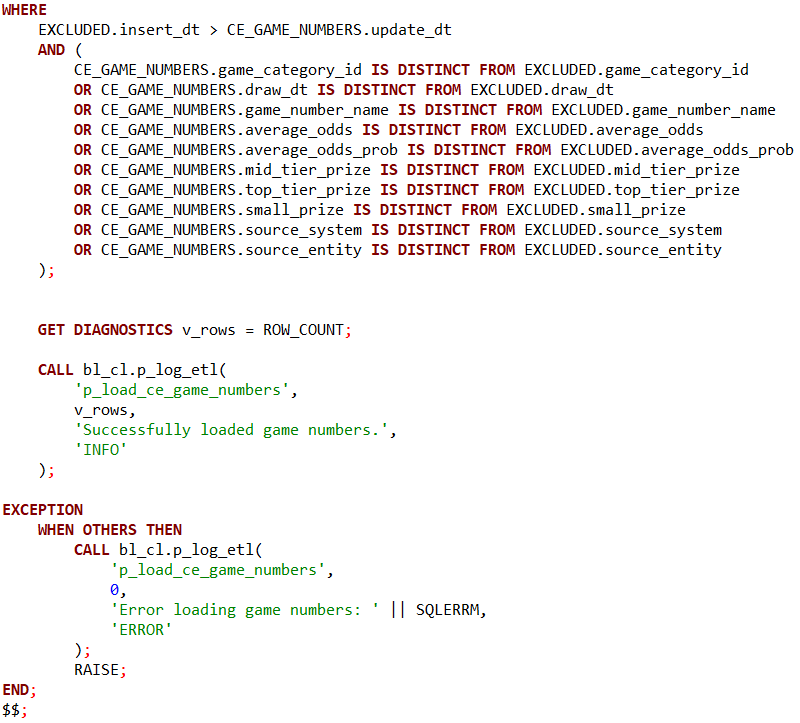 WHERE
    EXCLUDED.insert_dt > CE_GAME_NUMBERS.update_dt
    AND (
        CE_GAME_NUMBERS.game_category_id IS DISTINCT FROM EXCLUDED.game_category_id
        OR CE_GAME_NUMBERS.draw_dt IS DISTINCT FROM EXCLUDED.draw_dt
        OR CE_GAME_NUMBERS.game_number_name IS DISTINCT FROM EXCLUDED.game_number_name
        OR CE_GAME_NUMBERS.average_odds IS DISTINCT FROM EXCLUDED.average_odds
        OR CE_GAME_NUMBERS.average_odds_prob IS DISTINCT FROM EXCLUDED.average_odds_prob
        OR CE_GAME_NUMBERS.mid_tier_prize IS DISTINCT FROM EXCLUDED.mid_tier_prize
        OR CE_GAME_NUMBERS.top_tier_prize IS DISTINCT FROM EXCLUDED.top_tier_prize
        OR CE_GAME_NUMBERS.small_prize IS DISTINCT FROM EXCLUDED.small_prize
        OR CE_GAME_NUMBERS.source_system IS DISTINCT FROM EXCLUDED.source_system
        OR CE_GAME_NUMBERS.source_entity IS DISTINCT FROM EXCLUDED.source_entity
    );
    GET DIAGNOSTICS v_rows = ROW_COUNT;
    CALL bl_cl.p_log_etl(
        'p_load_ce_game_numbers',
        v_rows,
        'Successfully loaded game numbers.',
        'INFO'
    );
EXCEPTION
    WHEN OTHERS THEN
        CALL bl_cl.p_log_etl(
            'p_load_ce_game_numbers',
            0,
            'Error loading game numbers: ' || SQLERRM,
            'ERROR'
        );
        RAISE;
END;
$$;